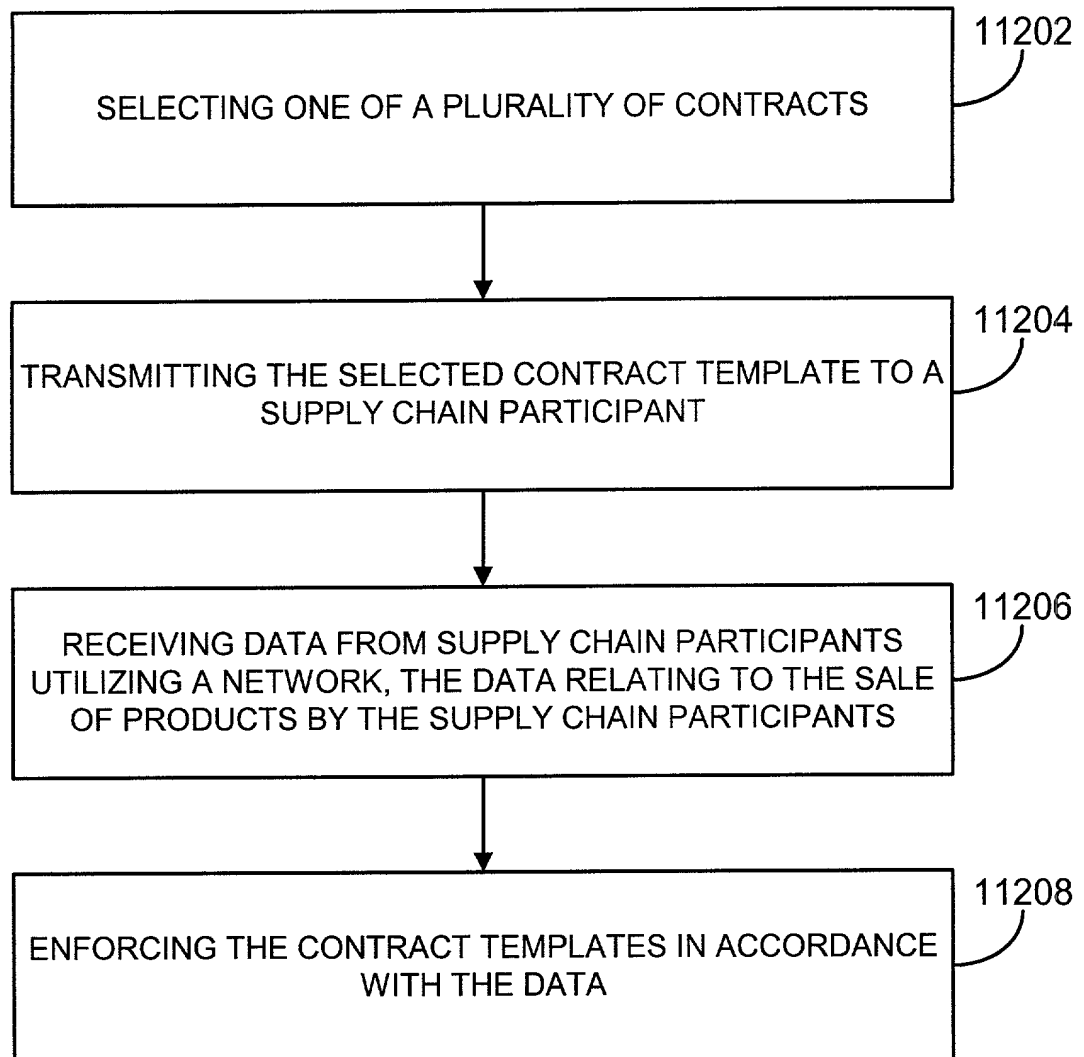 11202
SELECTING ONE OF A PLURALITY OF CONTRACTS
11204
TRANSMITTING THE SELECTED CONTRACT TEMPLATE TO A
SUPPLY CHAIN PARTICIPANT
11206
RECEIVING DATA FROM SUPPLY CHAIN PARTICIPANTS
UTILIZING A NETWORK, THE DATA RELATING TO THE SALE
OF PRODUCTS BY THE SUPPLY CHAIN PARTICIPANTS
11208
ENFORCING THE CONTRACT TEMPLATES IN ACCORDANCE
WITH THE DATA